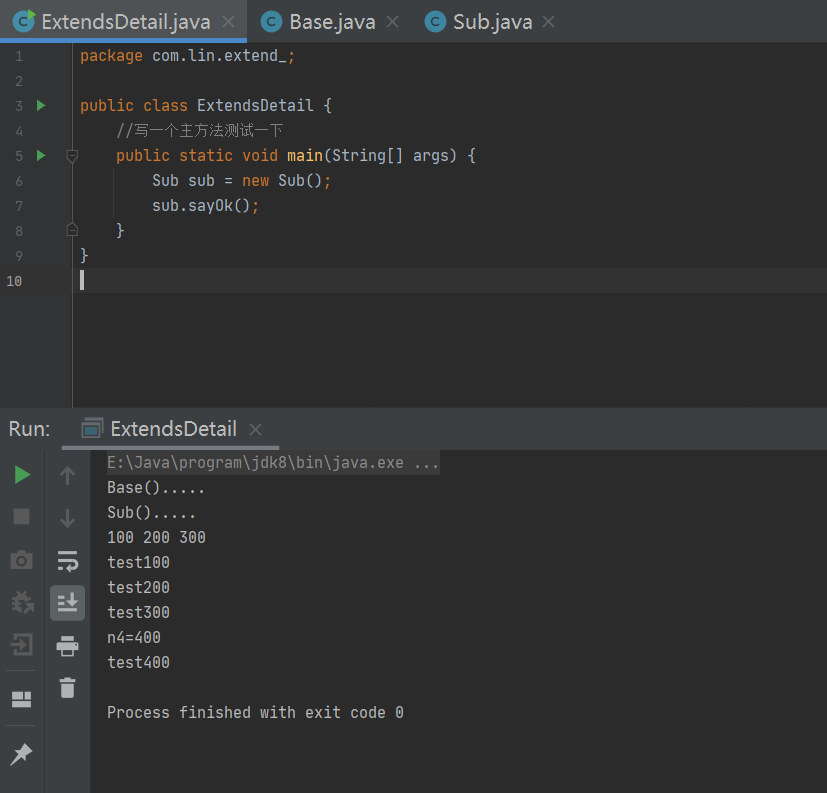 ExtendsDetail.java Base.java Sub.java
1 package com.lin.extend_;
2
3 public class ExtendsDetail {
4 //写一个主方法测试一下
5 public static void main(String[] args) {
6 Sub sub = new Sub();
7 sub.sayOk();
8 }
9 }
10
Run: ExtendsDetail
E:\Java\program\jdk8\bin\java.exe ...
Base().....
Sub().....
100 200 300
test100
test200
test300
n4=400
test400
Process finished with exit code 0